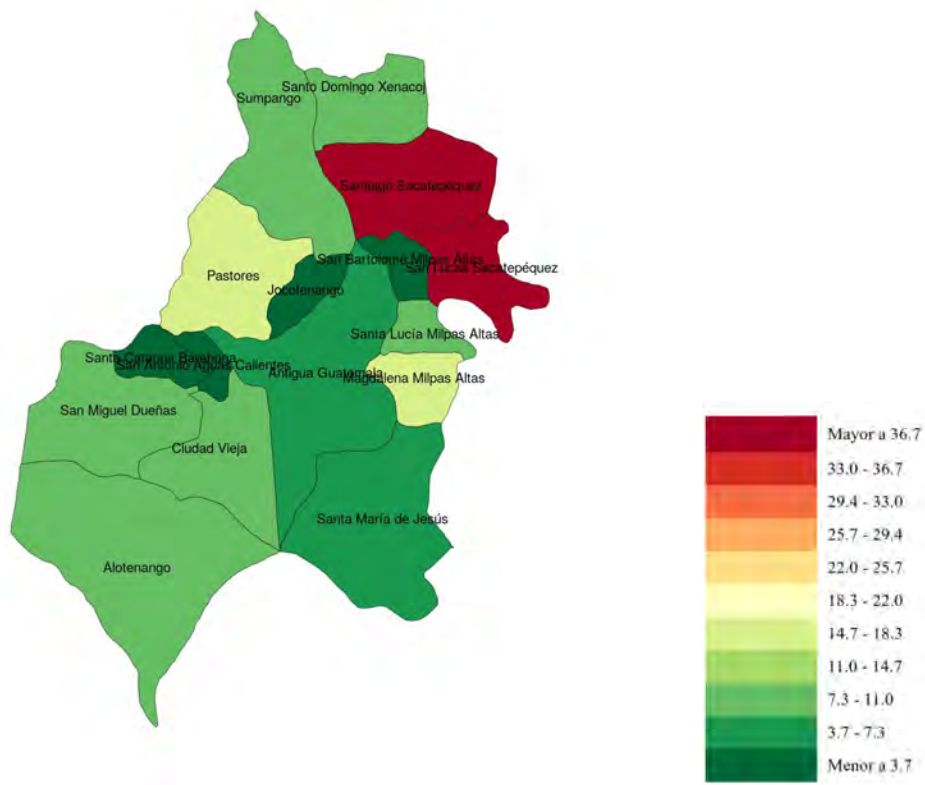 Santo Domingo Xenacoj
Sumpango
Santiago Sacatepéquez
San Bartolomé Milpas Altas
San Lucas Sacatepéquez
Pastores
Jocotenango
Santa Lucía Milpas Altas
Santa Catarina Barahona
San Antonio Aguas Calientes
Antigua Guatemala
Magdalena Milpas Altas
San Miguel Dueñas
Ciudad Vieja
Santa María de Jesús
Alotenango
Mayor a 36.7
33.0 - 36.7
29.4 - 33.0
25.7 - 29.4
22.0 - 25.7
18.3 - 22.0
14.7 - 18.3
11.0 - 14.7
7.3 - 11.0
3.7 - 7.3
Menor a 3.7